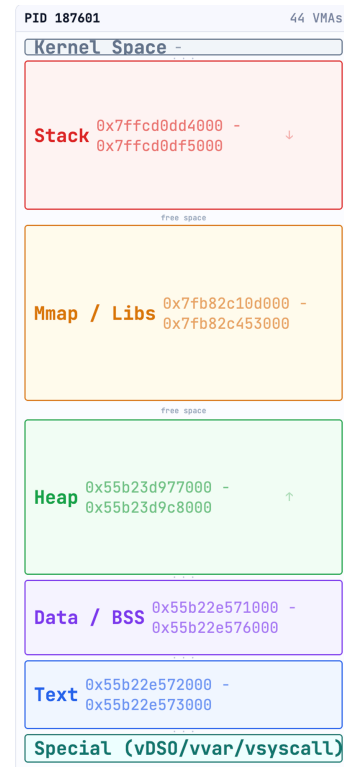 PID 187601 44 VMAs
Kernel Space -
...
Stack 0x7ffcd0dd4000 - ↓
0x7ffcd0df5000
free space
Mmap / Libs 0x7fb82c10d000 -
0x7fb82c453000
free space
Heap 0x55b23d977000 - ↑
0x55b23d9c8000
...
Data / BSS 0x55b22e571000 -
0x55b22e576000
...
Text 0x55b22e572000 -
0x55b22e573000
...
Special (vDSO/vvar/vsyscall)